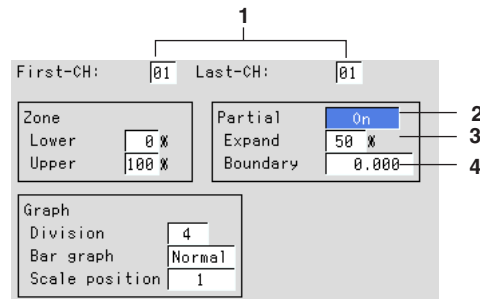 1
First-CH: 01 Last-CH: 01
Zone
Lower 0 %
Upper 100 %
Partial On 2
Expand 50 % 3
Boundary 0.000 4
Graph
Division 4
Bar graph Normal
Scale position 1